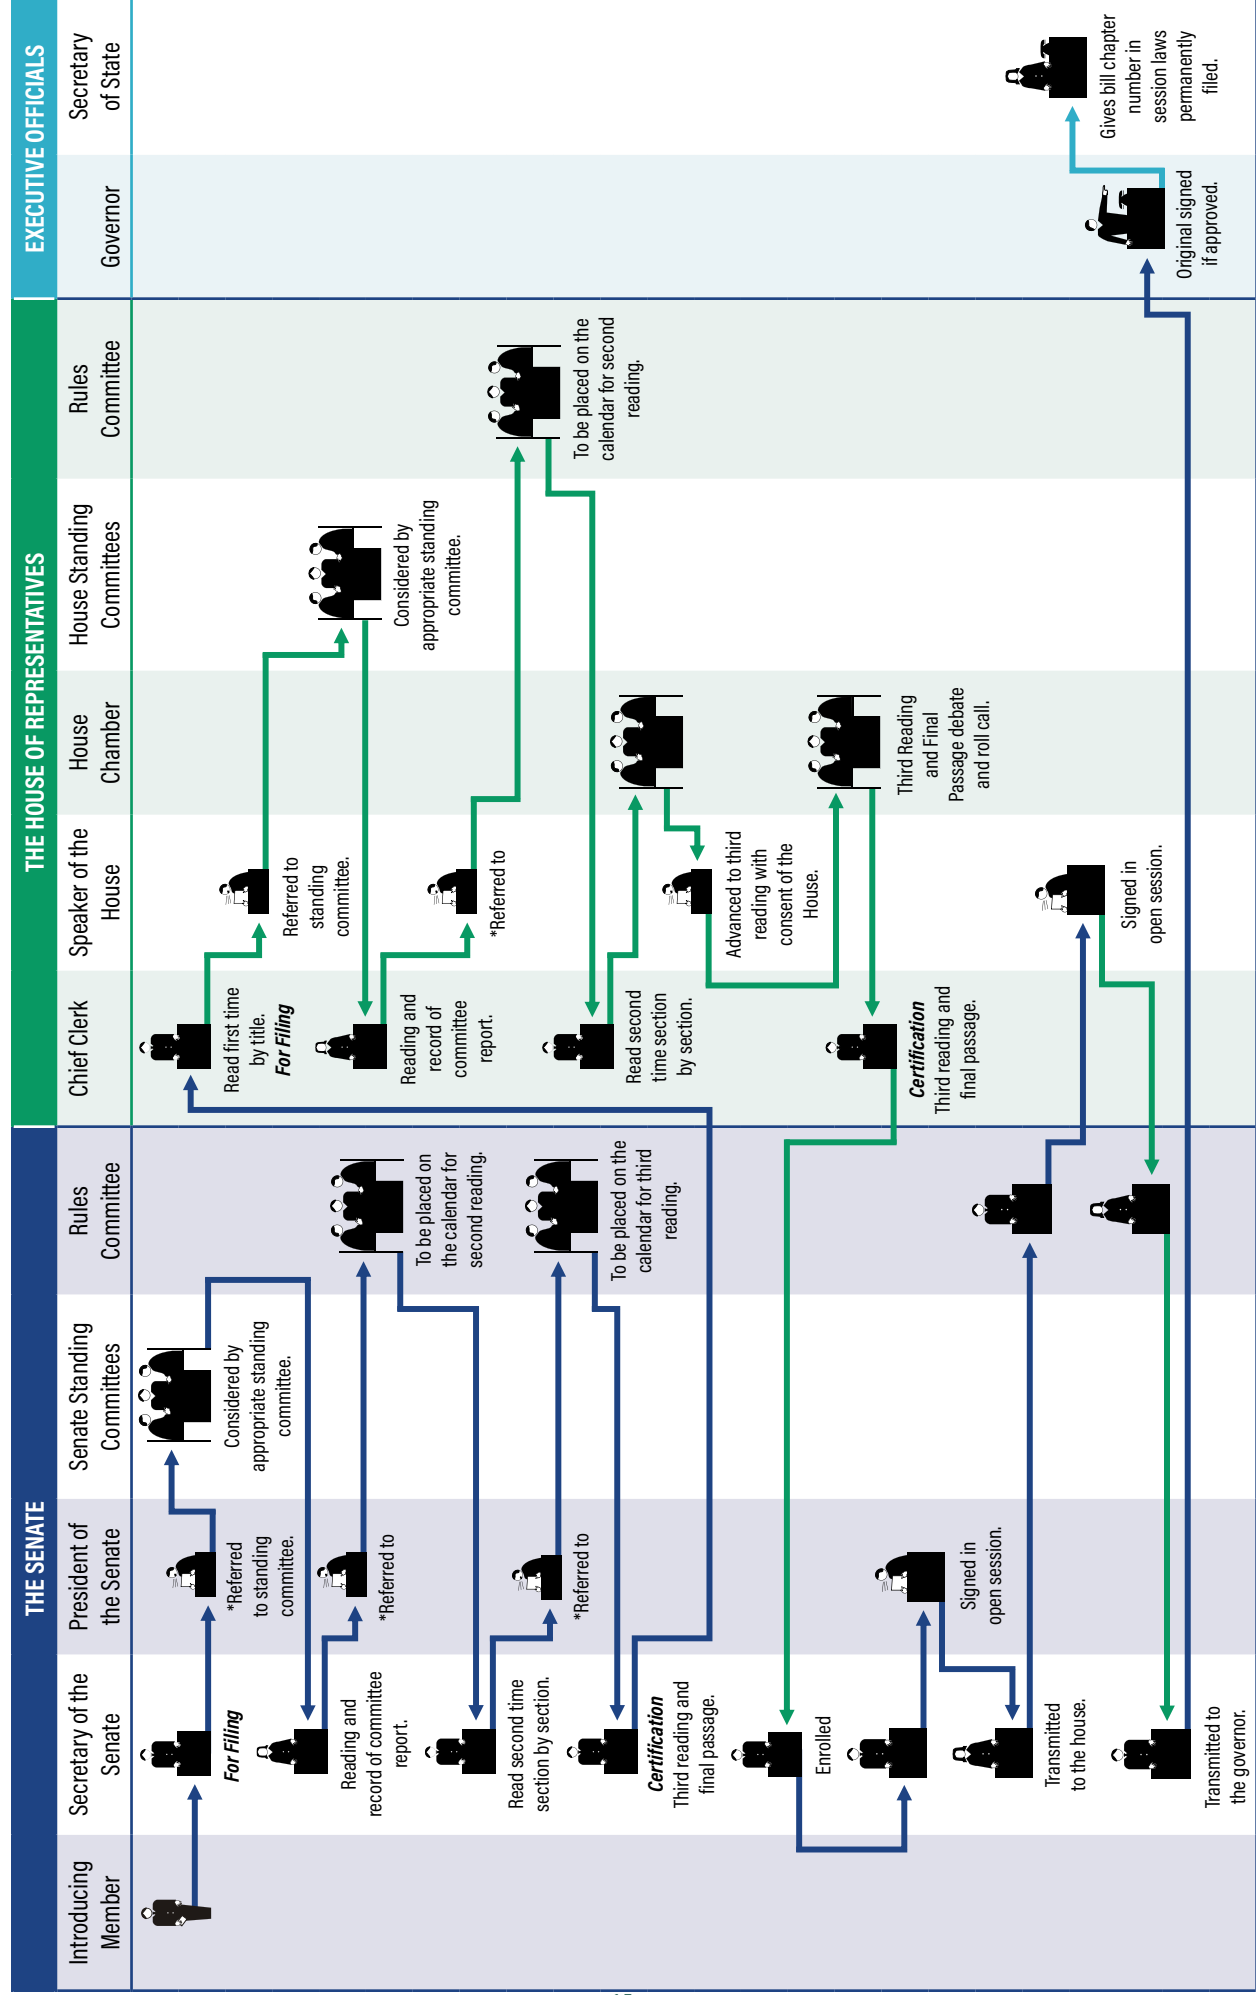 THE SENATE
THE HOUSE OF REPRESENTATIVES
EXECUTIVE OFFICIALS
Introducing
Member
Secretary of the
Senate
President of
the Senate
Senate Standing
Committees
Rules
Committee
Chief Clerk
Speaker of the
House
House
Chamber
House Standing
Committees
Rules
Committee
Governor
Secretary
of State
For Filing
*Referred
to standing
committee.
Considered by
appropriate standing
committee.
Reading and
record of committee
report.
*Referred to
To be placed on
the calendar for
second reading.
Read second time
section by section.
*Referred to
To be placed on the
calendar for third
reading.
Certification
Third reading and
final passage.
Read first time
by title.
For Filing
Referred to
standing
committee.
Considered by
appropriate standing
committee.
Reading and
record of
committee
report.
*Referred to
To be placed on the
calendar for second
reading.
Read second
time section
by section.
Advanced to third
reading with
consent of the
House.
Third Reading
and Final
Passage debate
and roll call.
Certification
Third reading and
final passage.
Enrolled
Signed in
open session.
Transmitted
to the house.
Signed in
open session.
Transmitted to
the governor.
Original signed
if approved.
Gives bill chapter
number in
session laws
permanently
filed.